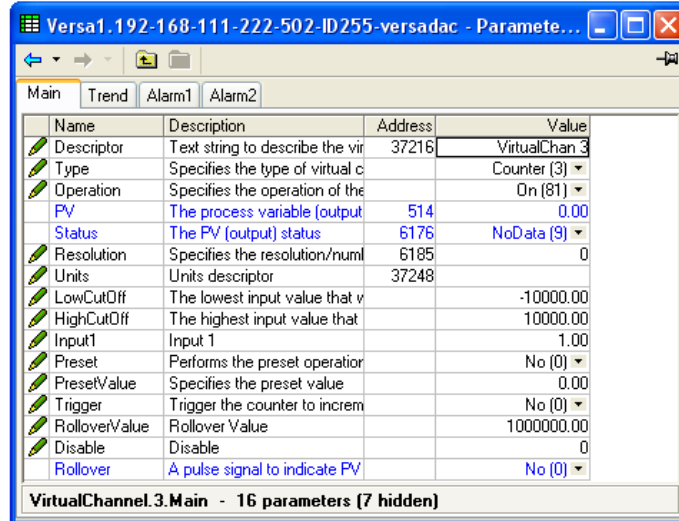 Versa1.192-168-111-222-502-ID255-versadac - Paramete...
Main Trend Alarm1 Alarm2
Name Description Address Value
Descriptor Text string to describe the vir 37216 VirtualChan 3
Type Specifies the type of virtual c Counter (3)
Operation Specifies the operation of the On (81)
PV The process variable (output 514 0.00
Status The PV (output) status 6176 NoData (9)
Resolution Specifies the resolution/numl 6185 0
Units Units descriptor 37248
LowCutOff The lowest input value that w -10000.00
HighCutOff The highest input value that 10000.00
Input1 Input 1 1.00
Preset Performs the preset operation No (0)
PresetValue Specifies the preset value 0.00
Trigger Trigger the counter to increm No (0)
RolloverValue Rollover Value 1000000.00
Disable Disable 0
Rollover A pulse signal to indicate PV No (0)
VirtualChannel.3.Main - 16 parameters (7 hidden)